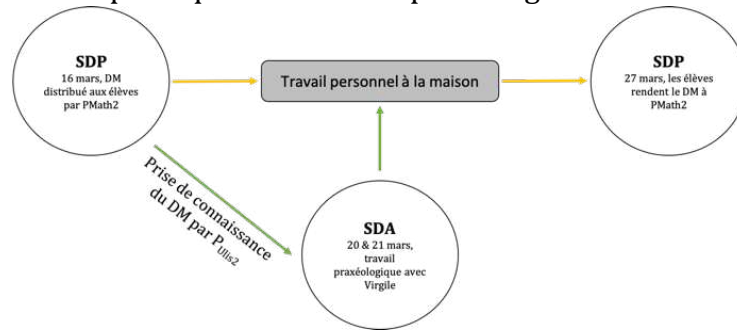 SDP
16 mars, DM
distribué aux élèves
par PMath2
Travail personnel à la maison
SDP
27 mars, les élèves
rendent le DM à
PMath2
Prise de connaissance
du DM par P_Ulis2
SDA
20 & 21 mars,
travail
praxéologique avec
Virgile